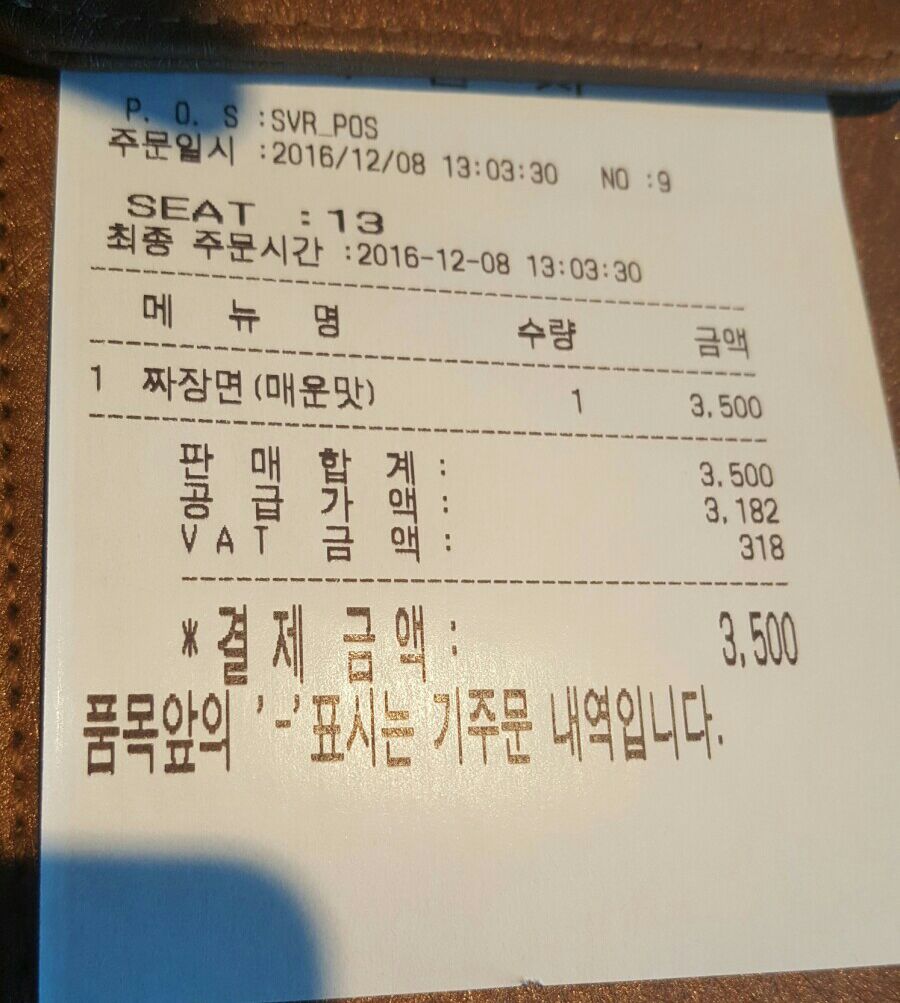 P. O. S :SVR_POS
주문일시 :2016/12/08 13:03:30 NO :9
SEAT : 13
최종 주문시간 :2016-12-08 13:03:30
메 뉴 명 수량 금액
1 짜장면(매운맛) 1 3,500
판 매 합 계 : 3,500
공 급 가 액 : 3,182
V A T 금 액 : 318
* 결 제 금 액 : 3,500
품목앞의 '-'표시는 기주문 내역입니다.